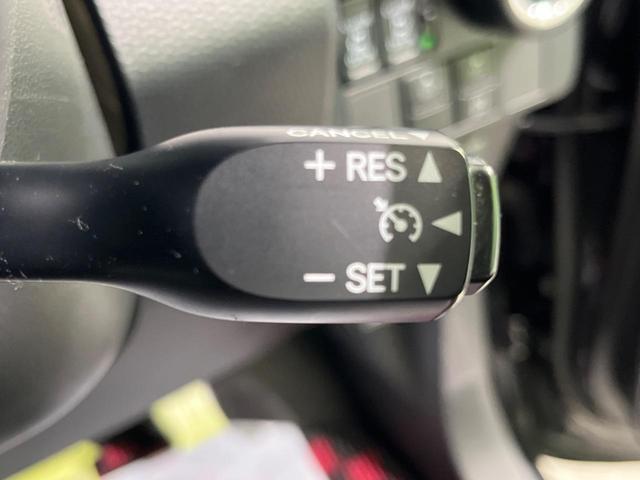 CANCEL▼
+ RES ▲
◀
− SET ▼